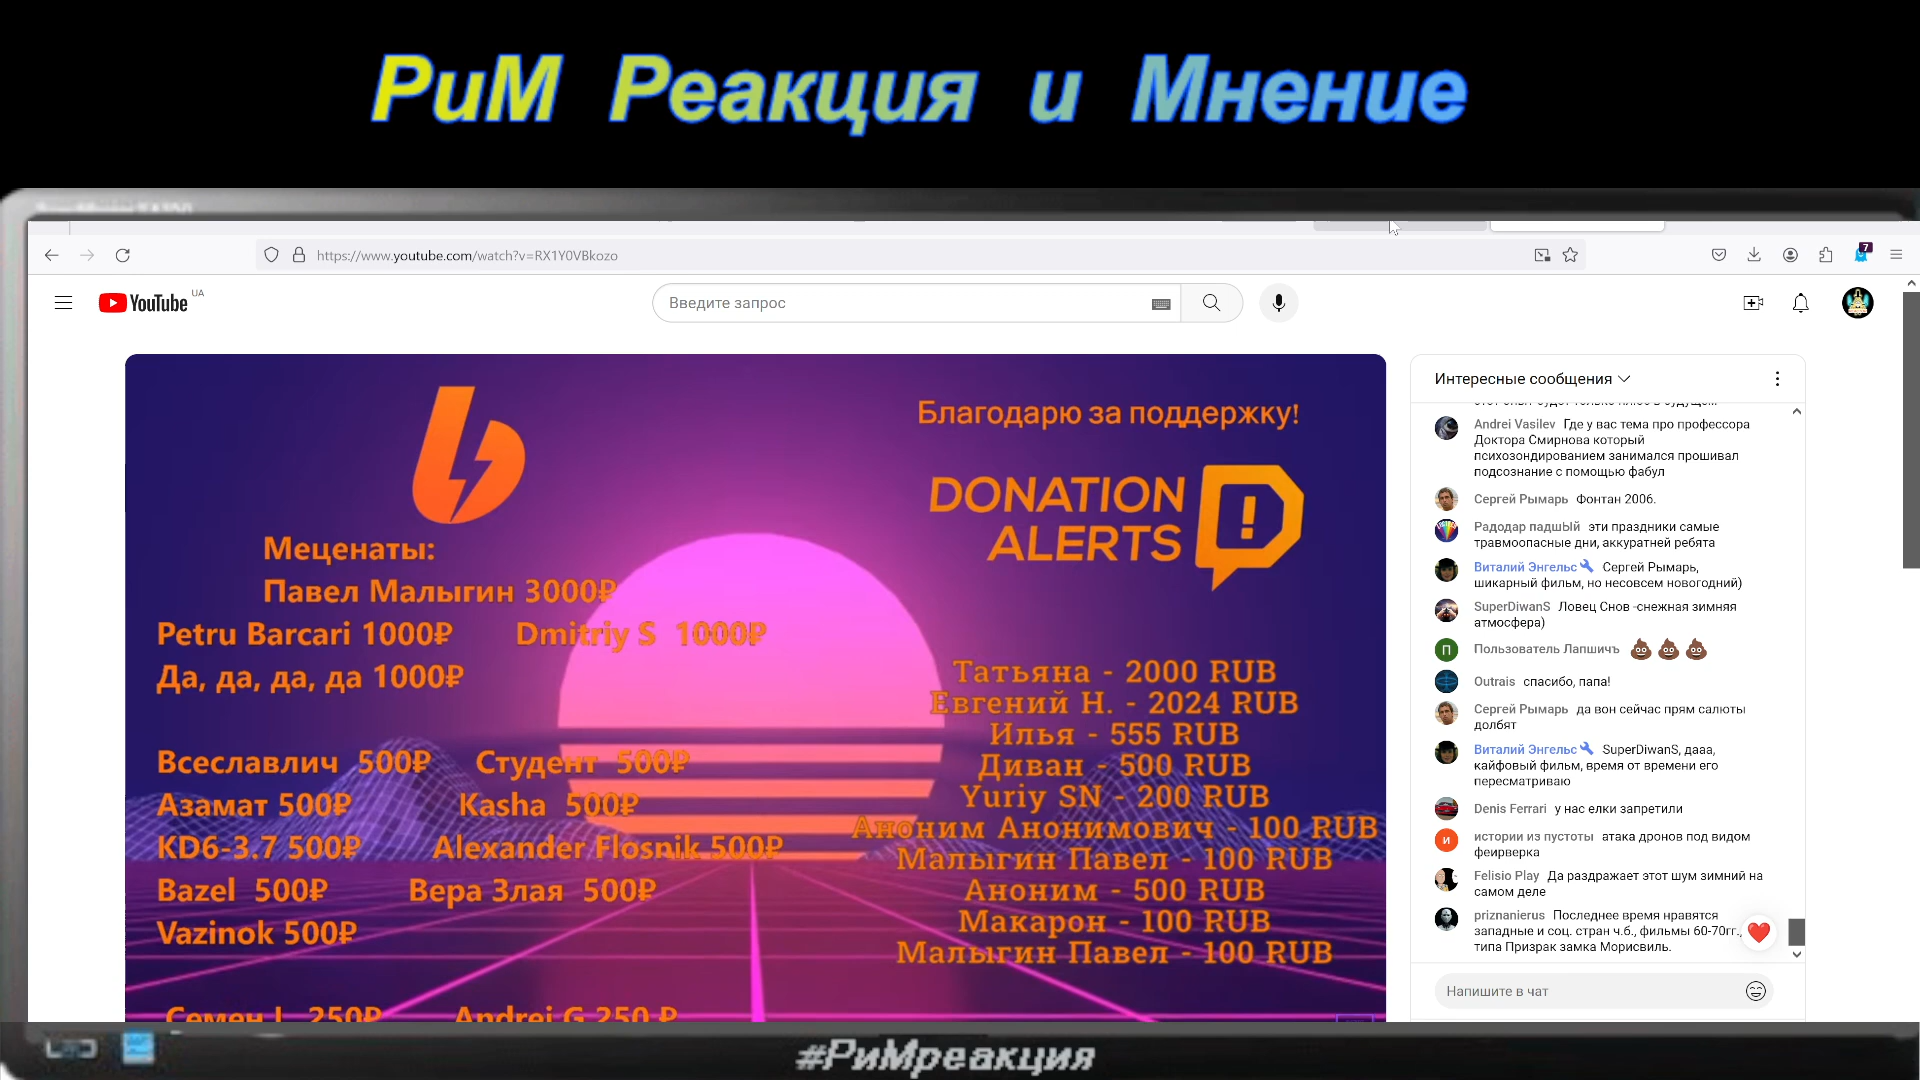 РиМ Реакция и Мнение
https://www.youtube.com/watch?v=RX1Y0VBkozo
7
YouTube UA
Введите запрос
Благодарю за поддержку!
DONATION
ALERTS
Меценаты:
Павел Малыгин 3000₽
Petru Barcari 1000₽ Dmitriy S 1000₽
Да, да, да, да 1000₽
Всеславлич 500₽ Студент 500₽
Азамат 500₽ Kasha 500₽
KD6-3.7 500₽ Alexander Flosnik 500₽
Bazel 500₽ Вера Злая 500₽
Vazinok 500₽
Семен L 250₽ Andrei G 250 ₽
Татьяна - 2000 RUB
Евгений Н. - 2024 RUB
Илья - 555 RUB
Диван - 500 RUB
Yuriy SN - 200 RUB
Аноним Анонимович - 100 RUB
Малыгин Павел - 100 RUB
Аноним - 500 RUB
Макарон - 100 RUB
Малыгин Павел - 100 RUB
Интересные сообщения
Andrei Vasilev Где у вас тема про профессора
Доктора Смирнова который
психозондированием занимался прошивал
подсознание с помощью фабул
Сергей Рымарь Фонтан 2006.
Радодар падшЫй эти праздники самые
травмоопасные дни, аккуратней ребята
Виталий Энгельс Сергей Рымарь,
шикарный фильм, но несовсем новогодний)
SuperDiwanS Ловец Снов -снежная зимняя
атмосфера)
П Пользователь Лапшичъ
Outrais спасибо, папа!
Сергей Рымарь да вон сейчас прям салюты
долбят
Виталий Энгельс SuperDiwanS, дааа,
кайфовый фильм, время от времени его
пересматриваю
Denis Ferrari у нас елки запретили
и истории из пустоты атака дронов под видом
феирверка
Felisio Play Да раздражает этот шум зимний на
самом деле
priznanierus Последнее время нравятся
западные и соц. стран ч.б., фильмы 60-70гг.,
типа Призрак замка Морисвиль.
Напишите в чат
#РиМреакция